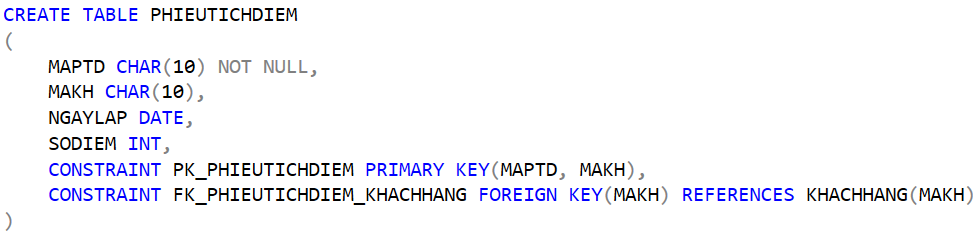 CREATE TABLE PHIEUTICHDIEM
(
    MAPTD CHAR(10) NOT NULL,
    MAKH CHAR(10),
    NGAYLAP DATE,
    SODIEM INT,
    CONSTRAINT PK_PHIEUTICHDIEM PRIMARY KEY(MAPTD, MAKH),
    CONSTRAINT FK_PHIEUTICHDIEM_KHACHHANG FOREIGN KEY(MAKH) REFERENCES KHACHHANG(MAKH)
)